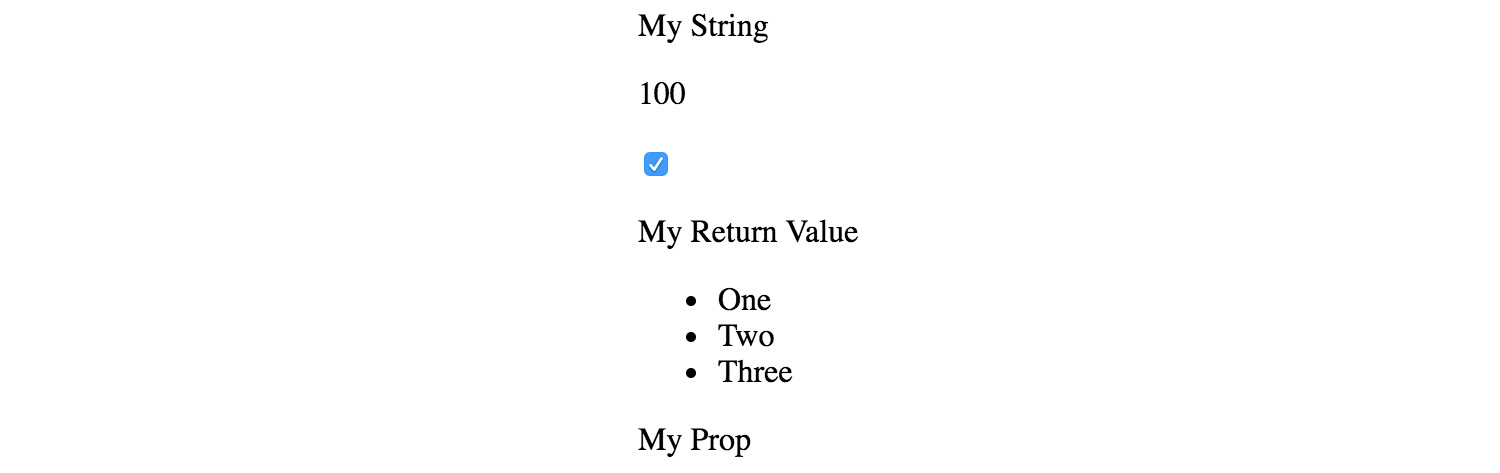 My String
100
My Return Value
• One
• Two
• Three
My Prop